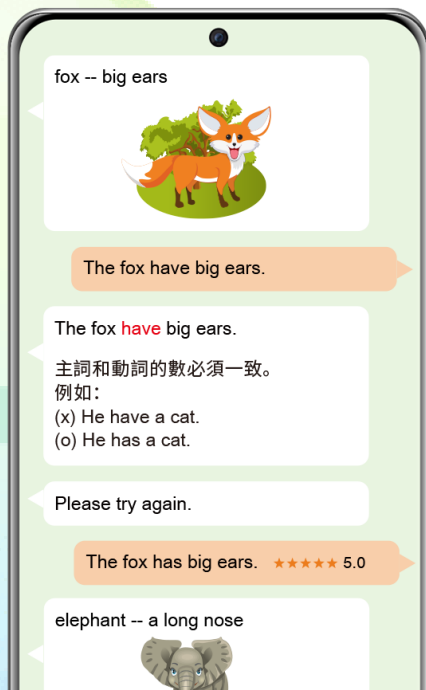 fox -- big ears
The fox have big ears.
The fox have big ears.
主詞和動詞的數必須一致。
例如：
(x) He have a cat.
(o) He has a cat.
Please try again.
The fox has big ears. ★★★★★ 5.0
elephant -- a long nose